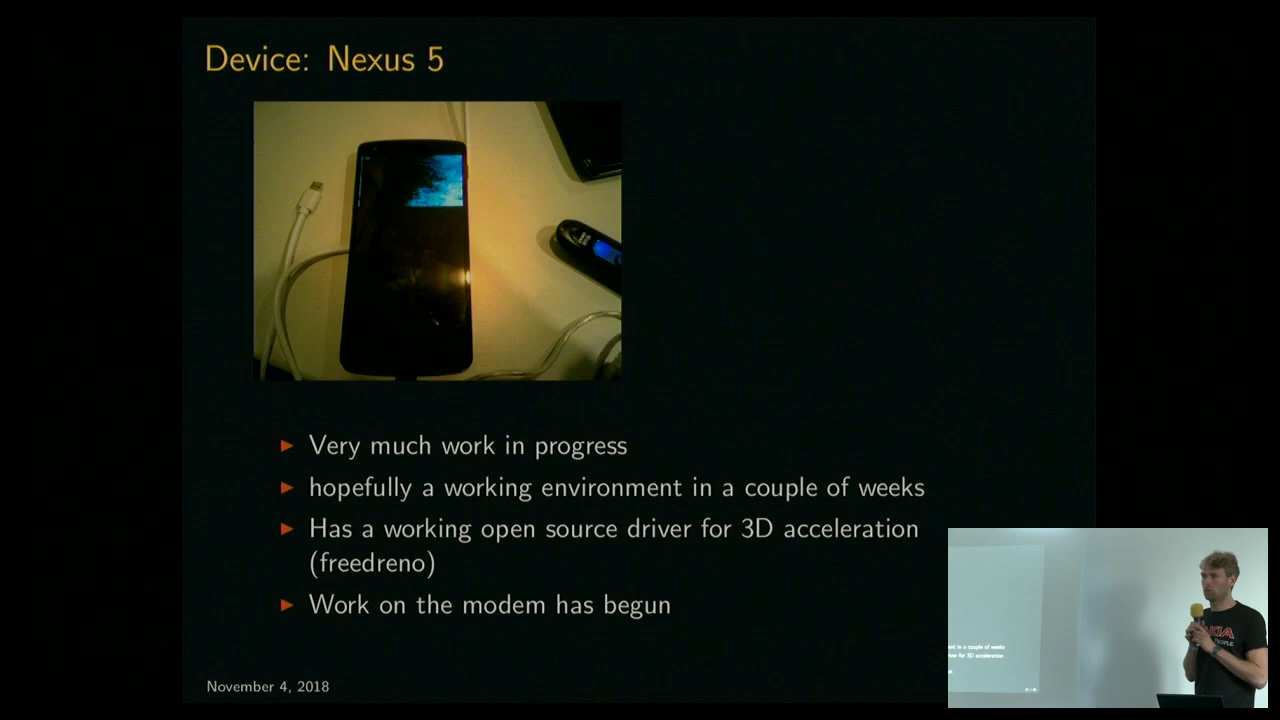 Device: Nexus 5
Very much work in progress
hopefully a working environment in a couple of weeks
Has a working open source driver for 3D acceleration
(freedreno)
Work on the modem has begun
November 4, 2018